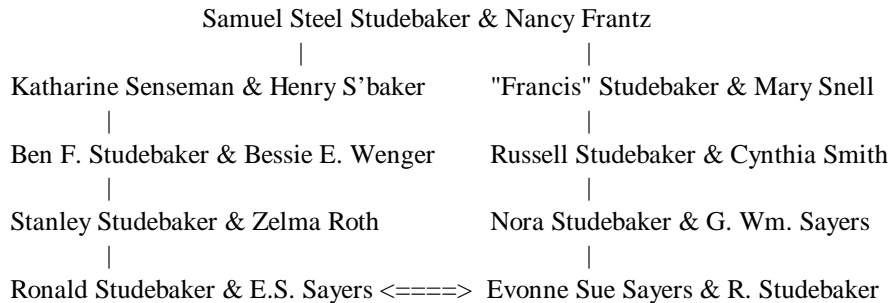 Samuel Steel Studebaker & Nancy Frantz
| |
Katharine Senseman & Henry S’baker "Francis" Studebaker & Mary Snell
| |
Ben F. Studebaker & Bessie E. Wenger Russell Studebaker & Cynthia Smith
| |
Stanley Studebaker & Zelma Roth Nora Studebaker & G. Wm. Sayers
| |
Ronald Studebaker & E.S. Sayers <====> Evonne Sue Sayers & R. Studebaker